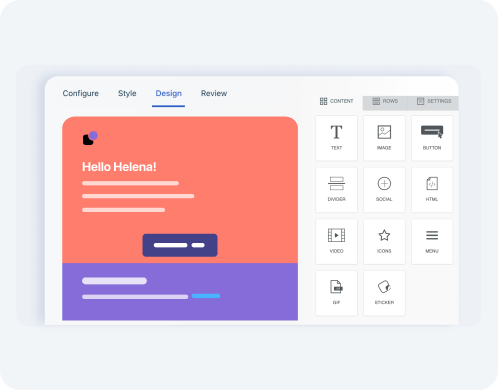 Configure Style Design Review
CONTENT ROWS SETTINGS
Hello Helena!
TEXT IMAGE BUTTON
DIVIDER SOCIAL HTML
VIDEO ICONS MENU
GIF STICKER